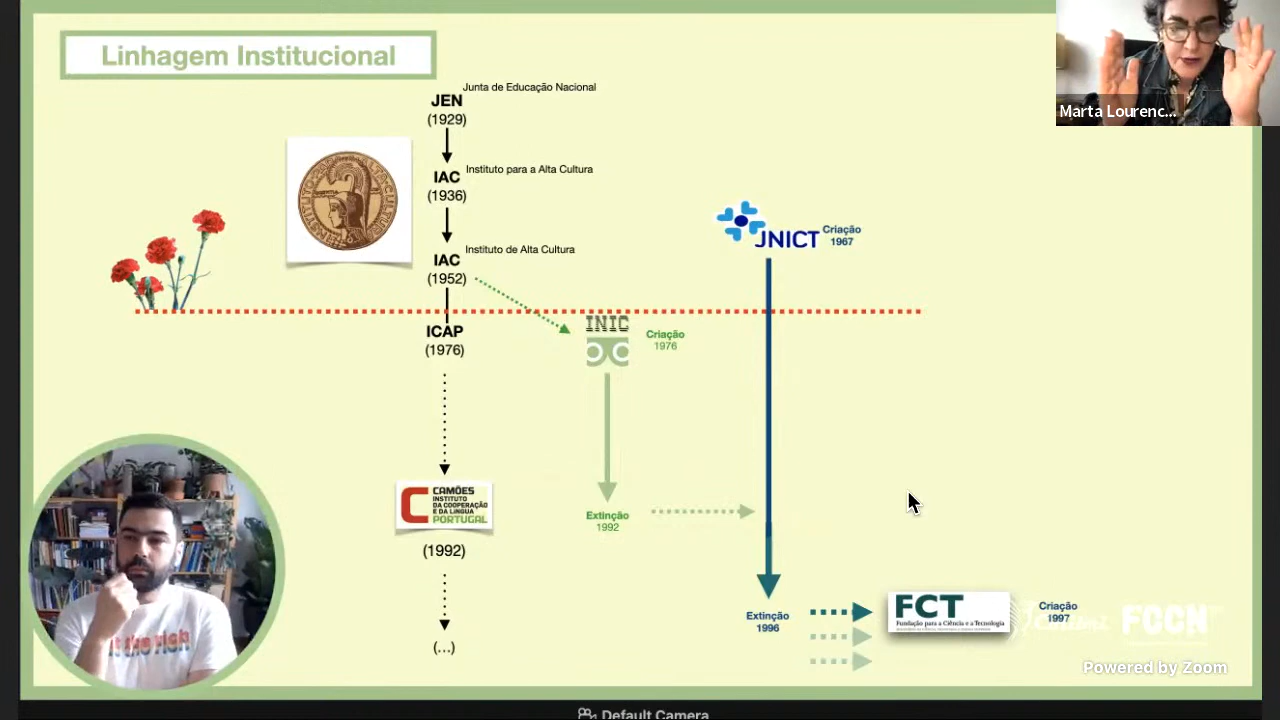 Linhagem Institucional
Marta Lourenc...
Junta de Educação Nacional
JEN
(1929)
Instituto para a Alta Cultura
IAC
(1936)
Instituto de Alta Cultura
IAC
(1952)
JNICT
Criação
1967
ICAP
(1976)
INIC
Criação
1976
CAMÕES
INSTITUTO
DA COOPERAÇÃO
E DA LÍNGUA
PORTUGAL
(1992)
Extinção
1992
(...)
Extinção
1996
FCT
Fundação para a Ciência e a Tecnologia
Criação
1997
FCCN
Powered by Zoom
Default Camera